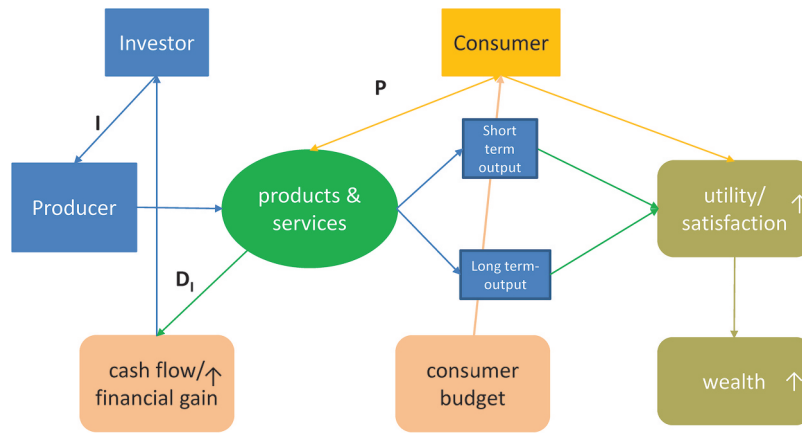 Investor
Consumer
P
I
Short
term
output
Producer
products &
services
utility/
satisfaction ↑
Long term-
output
D_I
cash flow/
financial gain ↑
consumer
budget
wealth ↑